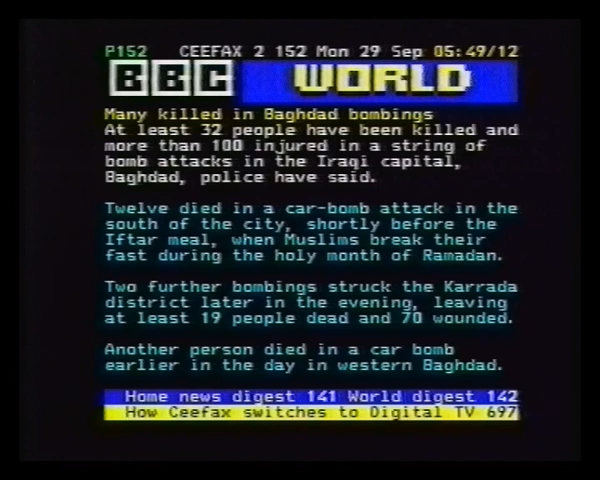 P152 CEEFAX 2 152 Mon 29 Sep 05:49/12
BBC WORLD
Many killed in Baghdad bombings
At least 32 people have been killed and
more than 100 injured in a string of
bomb attacks in the Iraqi capital,
Baghdad, police have said.
Twelve died in a car-bomb attack in the
south of the city, shortly before the
Iftar meal, when Muslims break their
fast during the holy month of Ramadan.
Two further bombings struck the Karrada
district later in the evening, leaving
at least 19 people dead and 70 wounded.
Another person died in a car bomb
earlier in the day in western Baghdad.
Home news digest 141 World digest 142
How Ceefax switches to Digital TV 697